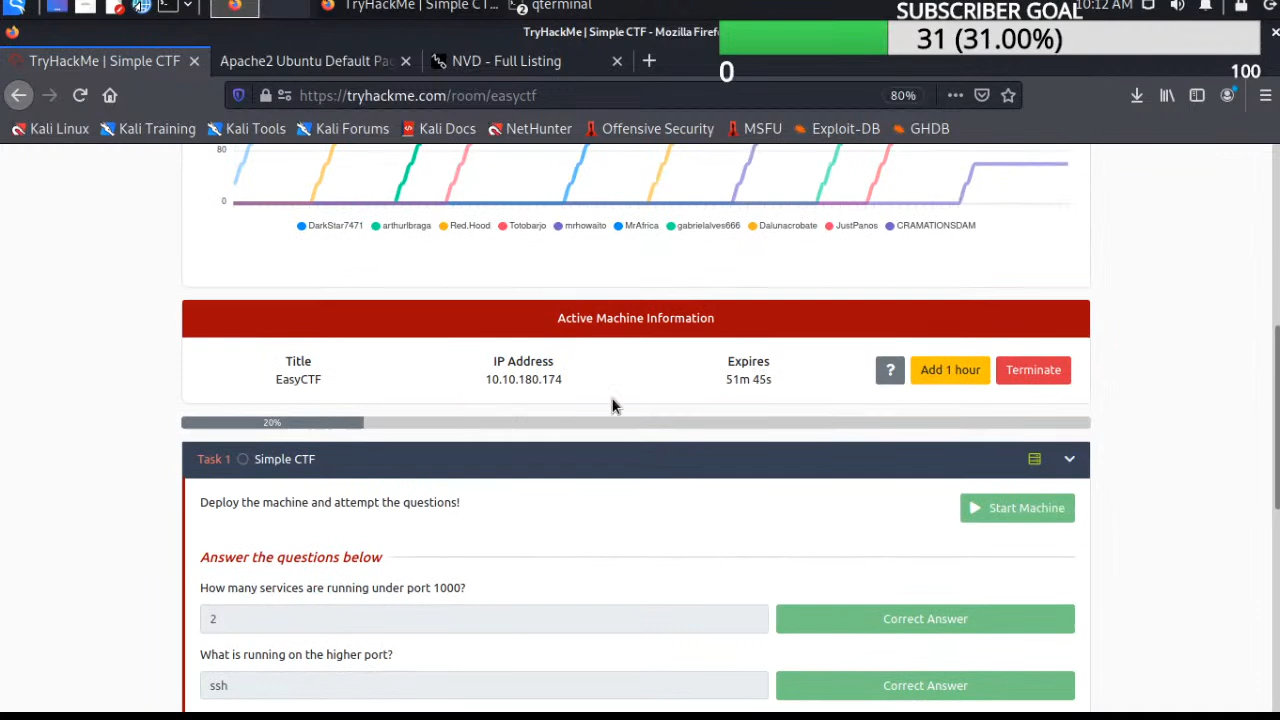 TryHackMe | Simple CT...
2
qterminal
10:12 AM
SUBSCRIBER GOAL
31 (31.00%)
0
100
TryHackMe | Simple CTF - Mozilla Firef
TryHackMe | Simple CTF
Apache2 Ubuntu Default Pa
NVD - Full Listing
https://tryhackme.com/room/easyctf
80%
Kali Linux
Kali Training
Kali Tools
Kali Forums
Kali Docs
NetHunter
Offensive Security
MSFU
Exploit-DB
GHDB
80
0
DarkStar7471
arthurlbraga
Red.Hood
Totobarjo
mrhowaito
MrAfrica
gabrielalves666
Dalunacrobate
JustPanos
CRAMATIONSDAM
Active Machine Information
Title
IP Address
Expires
EasyCTF
10.10.180.174
51m 45s
?
Add 1 hour
Terminate
20%
Task 1
Simple CTF
Deploy the machine and attempt the questions!
Start Machine
Answer the questions below
How many services are running under port 1000?
2
Correct Answer
What is running on the higher port?
ssh
Correct Answer